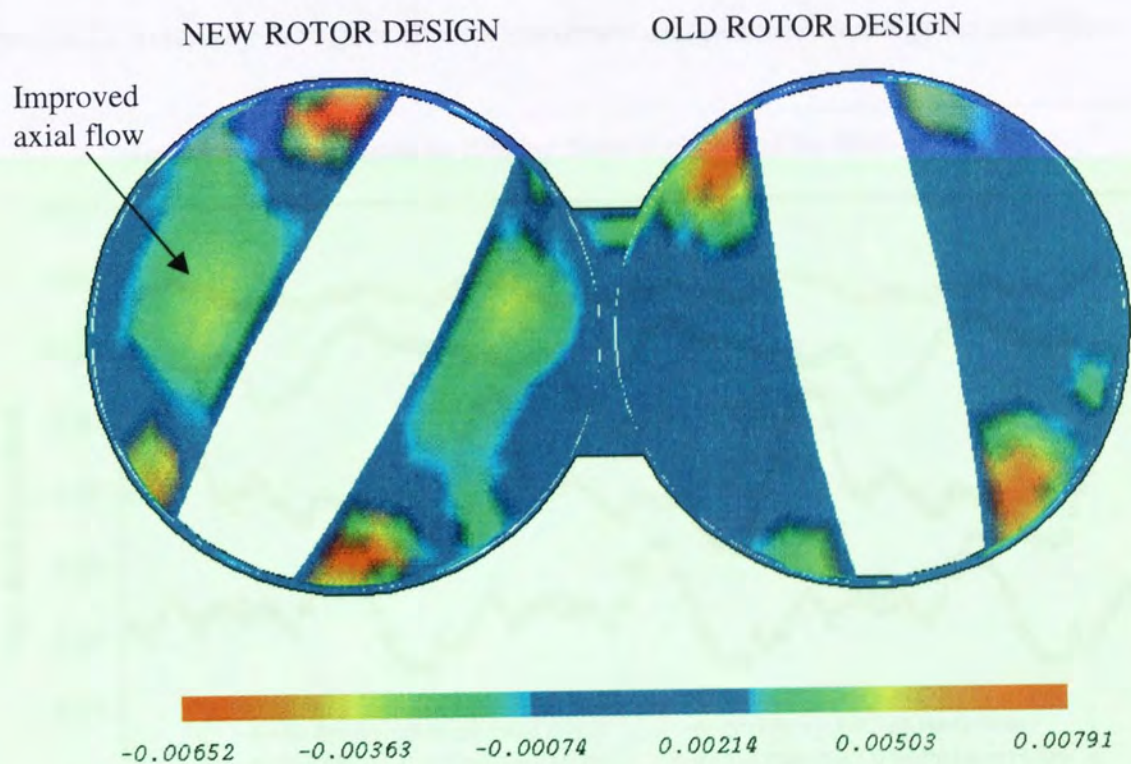 NEW ROTOR DESIGN
OLD ROTOR DESIGN
Improved
axial flow
-0.00652 -0.00363 -0.00074 0.00214 0.00503 0.00791